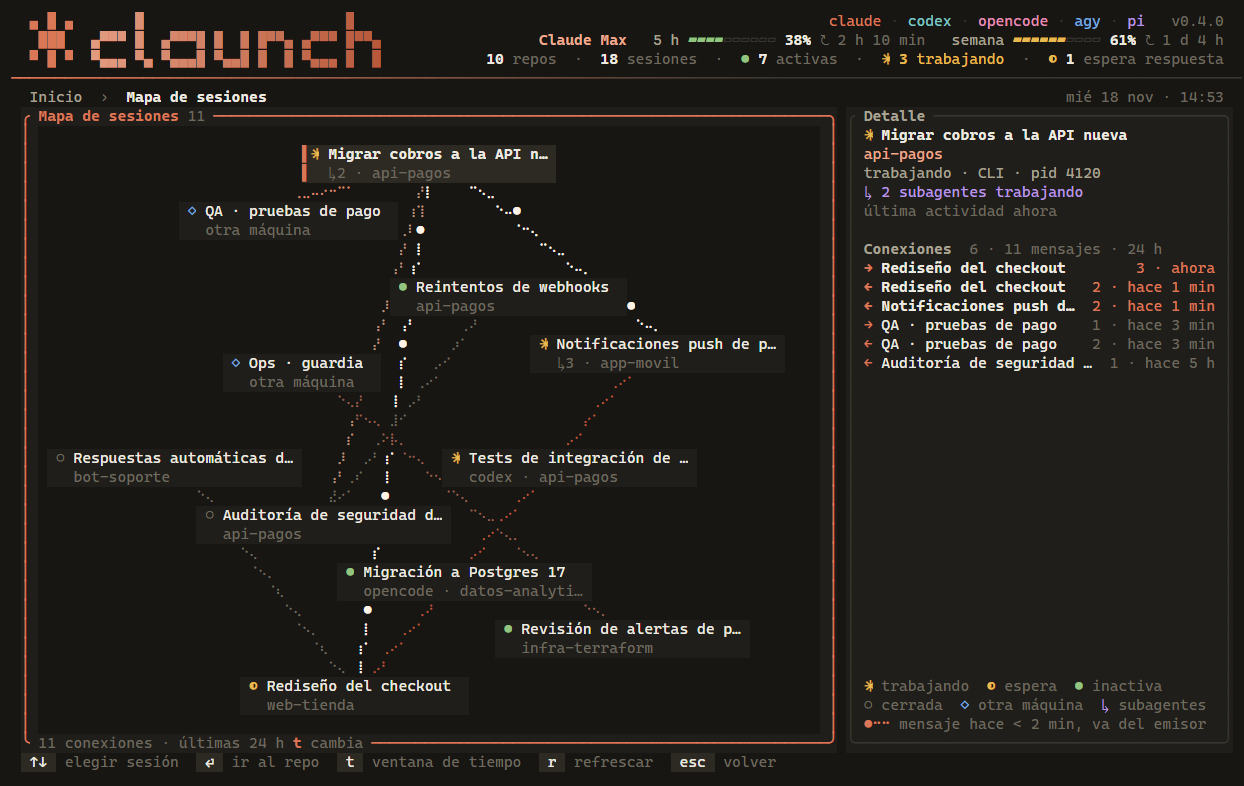 claunch
claude · codex · opencode · agy · pi v0.4.0
Claude Max 5 h 38% 2 h 10 min semana 61% 1 d 4 h
10 repos · 18 sesiones · ● 7 activas · 3 trabajando · 1 espera respuesta
Inicio › Mapa de sesiones
mié 18 nov · 14:53
Mapa de sesiones 11
Migrar cobros a la API n…
↳2 · api-pagos
◇ QA · pruebas de pago
otra máquina
● Reintentos de webhooks
api-pagos
Notificaciones push de p…
↳3 · app-movil
◇ Ops · guardia
otra máquina
○ Respuestas automáticas d…
bot-soporte
Tests de integración de …
codex · api-pagos
○ Auditoría de seguridad d…
api-pagos
● Migración a Postgres 17
opencode · datos-analyti…
● Revisión de alertas de p…
infra-terraform
Rediseño del checkout
web-tienda
11 conexiones · últimas 24 h t cambia
Detalle
Migrar cobros a la API nueva
api-pagos
trabajando · CLI · pid 4120
↳ 2 subagentes trabajando
última actividad ahora
Conexiones 6 · 11 mensajes · 24 h
→ Rediseño del checkout 3 · ahora
← Rediseño del checkout 2 · hace 1 min
← Notificaciones push d… 2 · hace 1 min
→ QA · pruebas de pago 1 · hace 3 min
← QA · pruebas de pago 2 · hace 3 min
← Auditoría de seguridad … 1 · hace 5 h
trabajando espera ● inactiva
○ cerrada ◇ otra máquina ↳ subagentes
mensaje hace < 2 min, va del emisor
↑↓ elegir sesión ↵ ir al repo t ventana de tiempo r refrescar esc volver